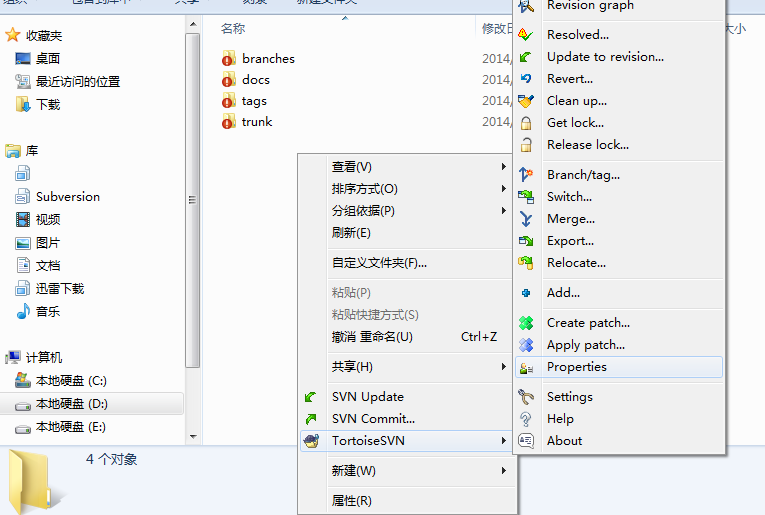 Revision graph
名称
修改日
大小
收藏夹
桌面
最近访问的位置
下载
库
Subversion
视频
图片
文档
迅雷下载
音乐
计算机
本地硬盘 (C:)
本地硬盘 (D:)
本地硬盘 (E:)
branches 2014/
docs 2014/
tags 2014/
trunk 2014/
查看(V)
排序方式(O)
分组依据(P)
刷新(E)
自定义文件夹(F)...
粘贴(P)
粘贴快捷方式(S)
撤消 重命名(U) Ctrl+Z
共享(H)
SVN Update
SVN Commit...
TortoiseSVN
新建(W)
属性(R)
Resolved...
Update to revision...
Revert...
Clean up...
Get lock...
Release lock...
Branch/tag...
Switch...
Merge...
Export...
Relocate...
Add...
Create patch...
Apply patch...
Properties
Settings
Help
About
4 个对象